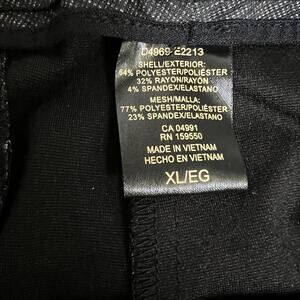 D4969-E2213
SHELL/EXTERIOR:
64% POLYESTER/POLIÉSTER
32% RAYON/RAYÓN
4% SPANDEX/ELASTANO
MESH/MALLA:
77% POLYESTER/POLIÉSTER
23% SPANDEX/ELASTANO
CA 04991
RN 159550
MADE IN VIETNAM
HECHO EN VIETNAM
XL/EG